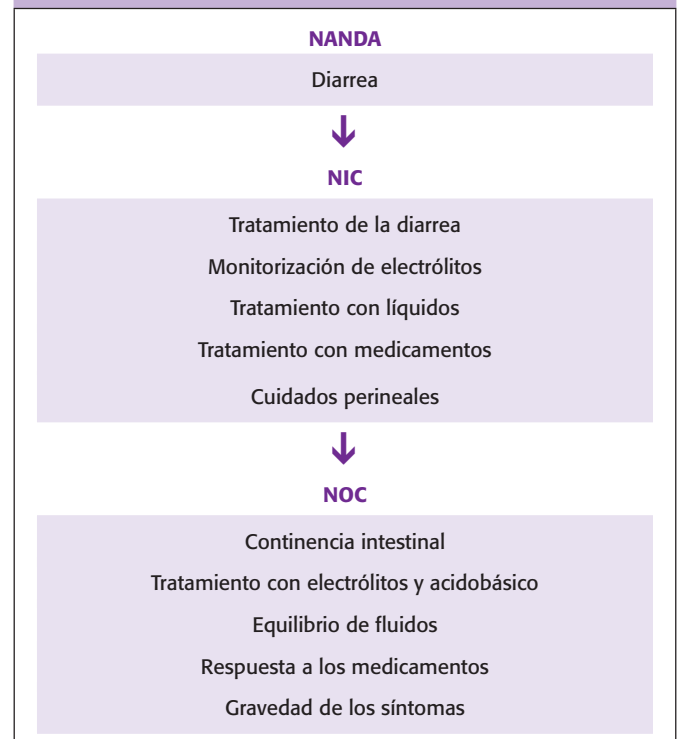 NANDA
Diarrea
NIC
Tratamiento de la diarrea
Monitorización de electrólitos
Tratamiento con líquidos
Tratamiento con medicamentos
Cuidados perineales
NOC
Continencia intestinal
Tratamiento con electrólitos y acidobásico
Equilibrio de fluidos
Respuesta a los medicamentos
Gravedad de los síntomas